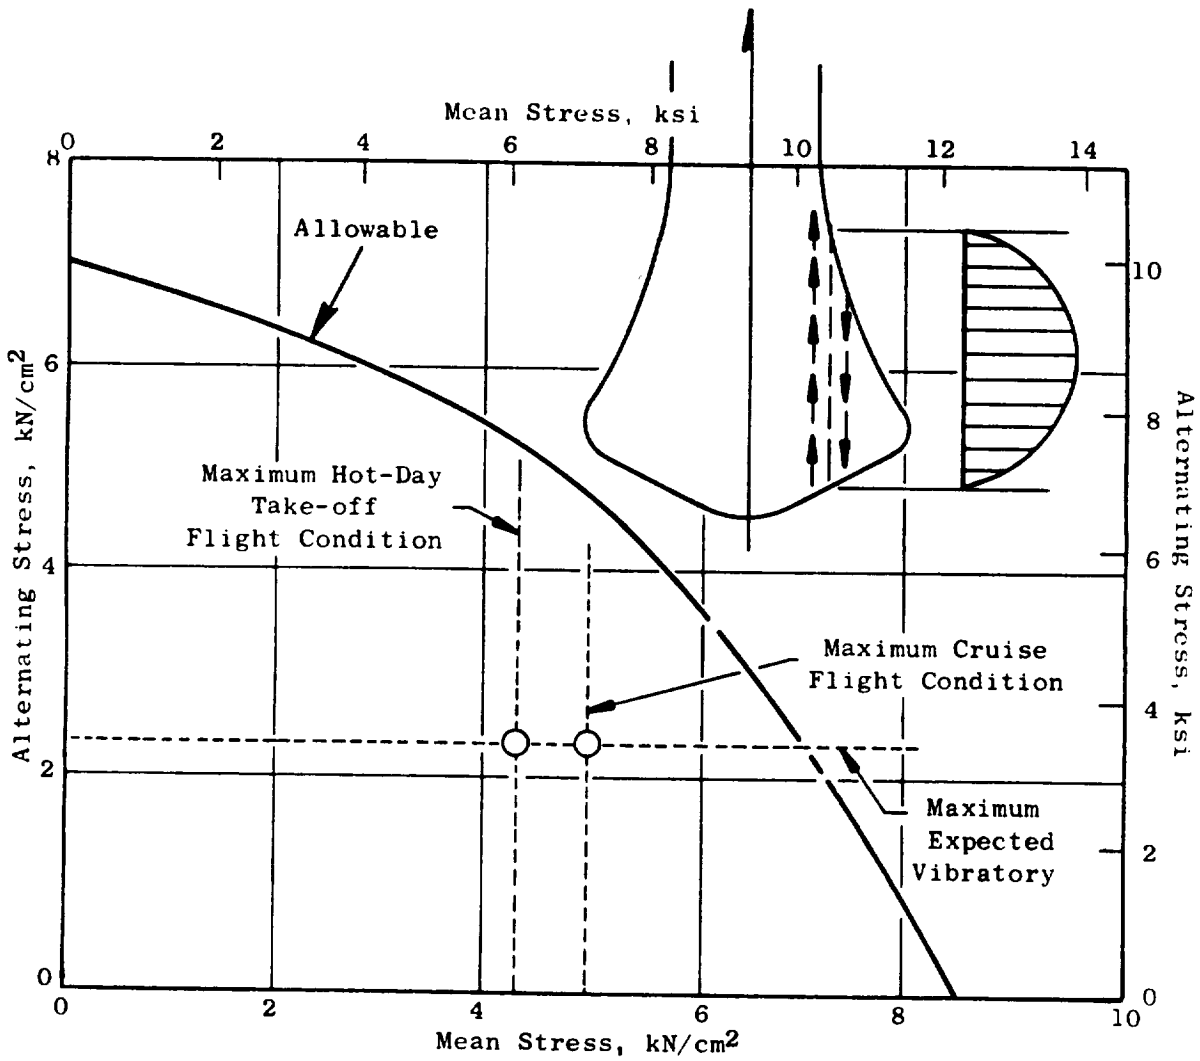 Mean Stress, ksi
0 2 4 6 8 10 12 14
8
Allowable
10
6
Alternating Stress, kN/cm2
Alternating Stress, ksi
8
Maximum Hot-Day
Take-off
Flight Condition
6
4
Maximum Cruise
Flight Condition
4
2
Maximum
Expected
Vibratory
2
0
0
0 2 4 6 8 10
Mean Stress, kN/cm2